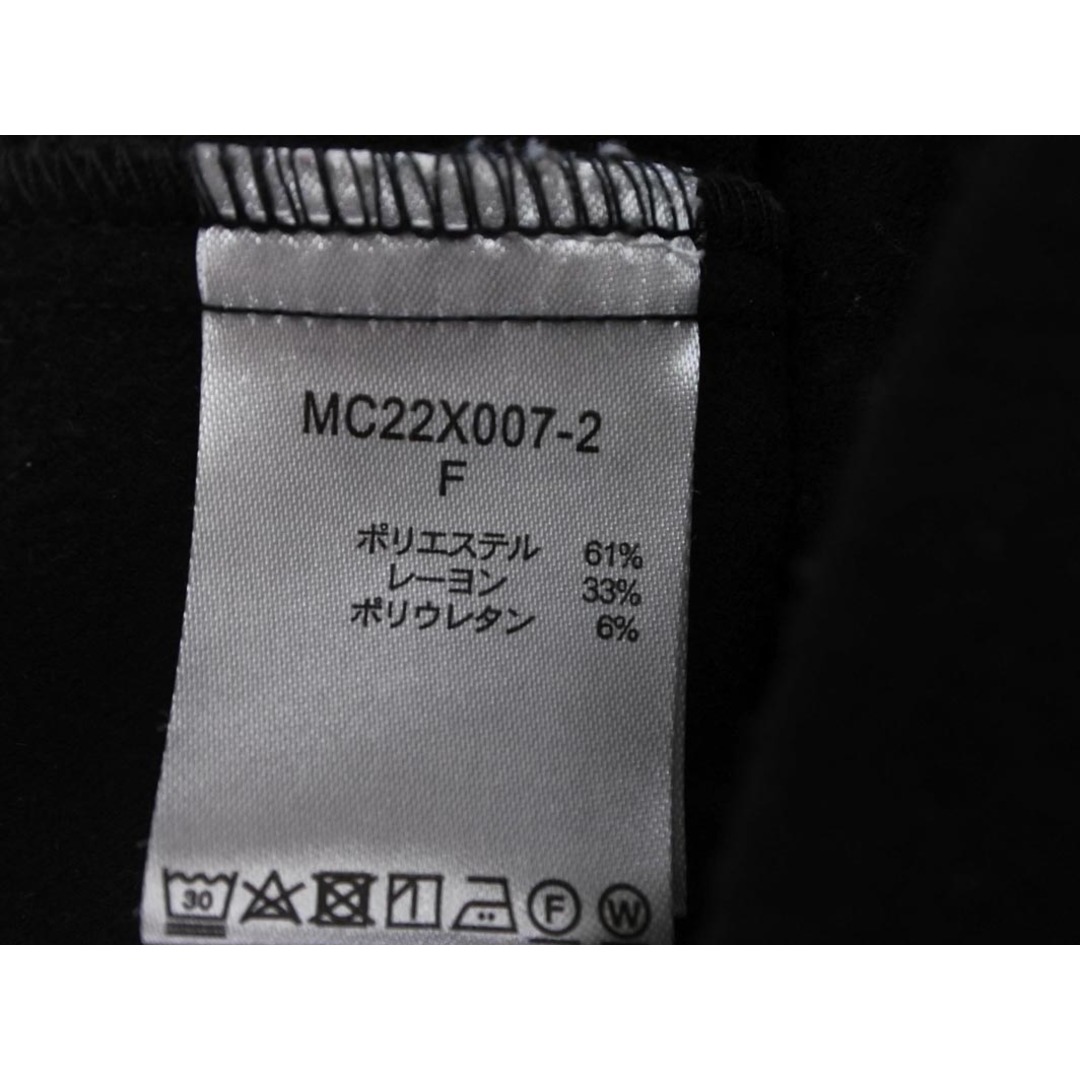 MC22X007-2
F
ポリエステル 61%
レーヨン 33%
ポリウレタン 6%
30 F W